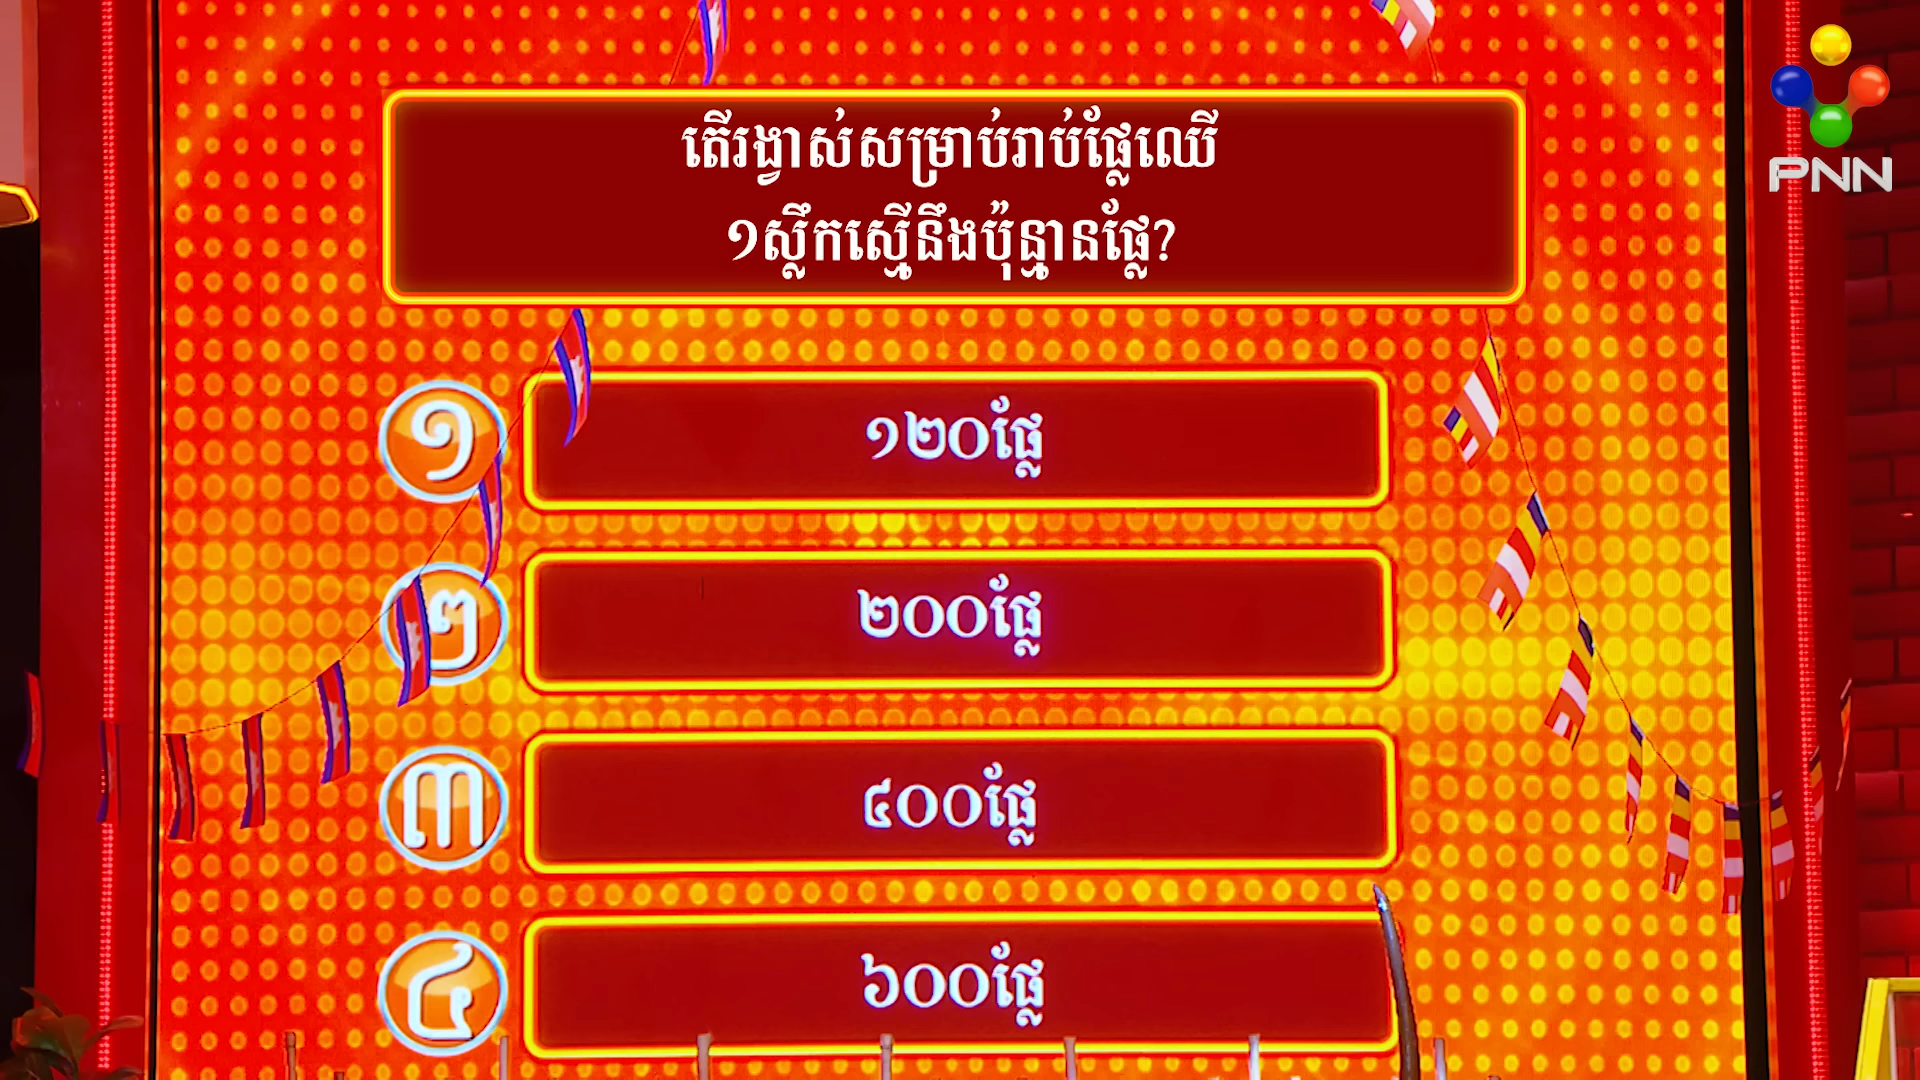 PNN
តើរង្វាស់សម្រាប់រាប់ផ្លែឈើ
១ស្លឹកស្មើនឹងប៉ុន្មានផ្លែ?
១
១២០ផ្លែ
២
២០០ផ្លែ
៣
៤០០ផ្លែ
៤
៦០០ផ្លែ